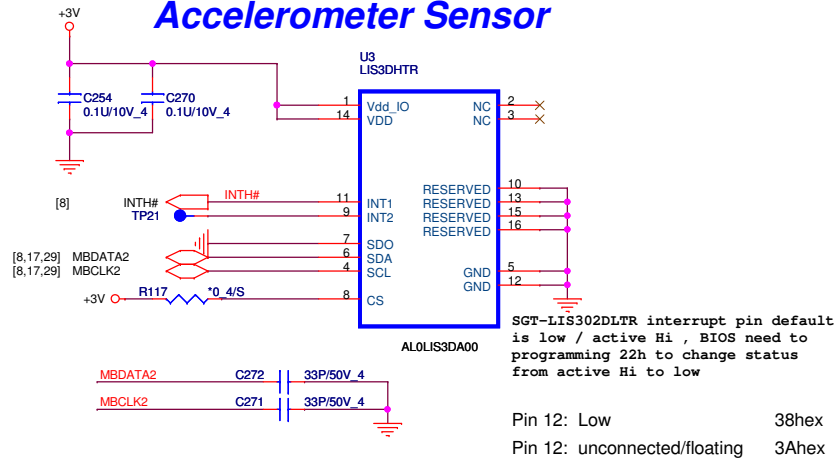 Accelerometer Sensor
+3V
U3
LIS3DHTR
C254
0.1U/10V_4
C270
0.1U/10V_4
1 Vdd_IO NC 2
14 VDD NC 3
RESERVED 10
RESERVED 13
RESERVED 15
RESERVED 16
[8] INTH# INTH# 11 INT1
TP21 9 INT2
7 SDO
[8,17,29] MBDATA2 6 SDA
[8,17,29] MBCLK2 4 SCL
GND 5
GND 12
+3V R117 *0_4/S 8 CS
AL0LIS3DA00
SGT-LIS302DLTR interrupt pin default
is low / active Hi , BIOS need to
programming 22h to change status
from active Hi to low
MBDATA2 C272 33P/50V_4
MBCLK2 C271 33P/50V_4
Pin 12: Low 38hex
Pin 12: unconnected/floating 3Ahex